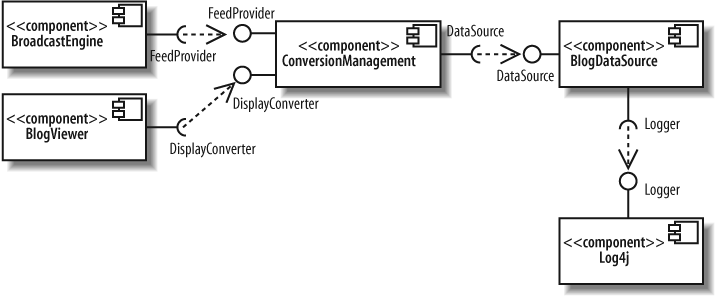 FeedProvider
<<component>>
BroadcastEngine
FeedProvider
<<component>>
ConversionManagement
DataSource
DataSource
<<component>>
BlogDataSource
DisplayConverter
<<component>>
BlogViewer
DisplayConverter
Logger
Logger
<<component>>
Log4j